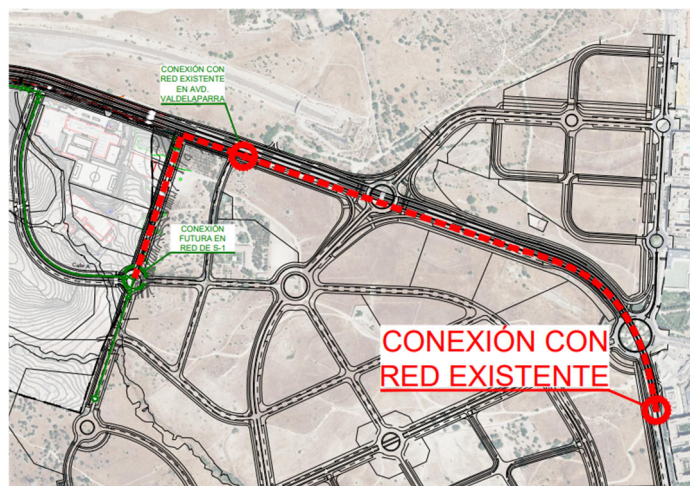 CONEXIÓN CON
RED EXISTENTE
EN AVD.
VALDELAPARRA
CONEXIÓN
FUTURA EN
RED DE S-1
CONEXIÓN CON
RED EXISTENTE